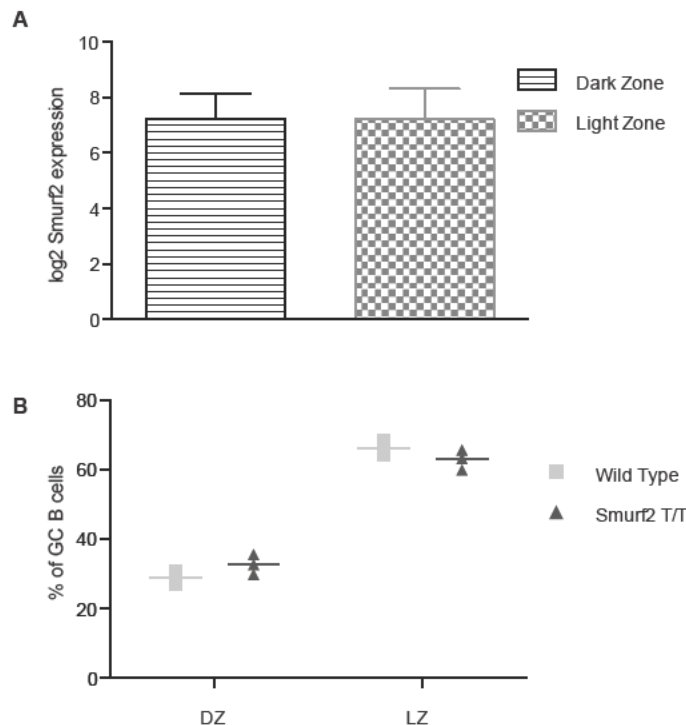 A
10
8
6
4
2
0
log2 Smurf2 expression
Dark Zone
Light Zone
B
80
60
40
20
0
% of GC B cells
DZ
LZ
Wild Type
Smurf2 T/T